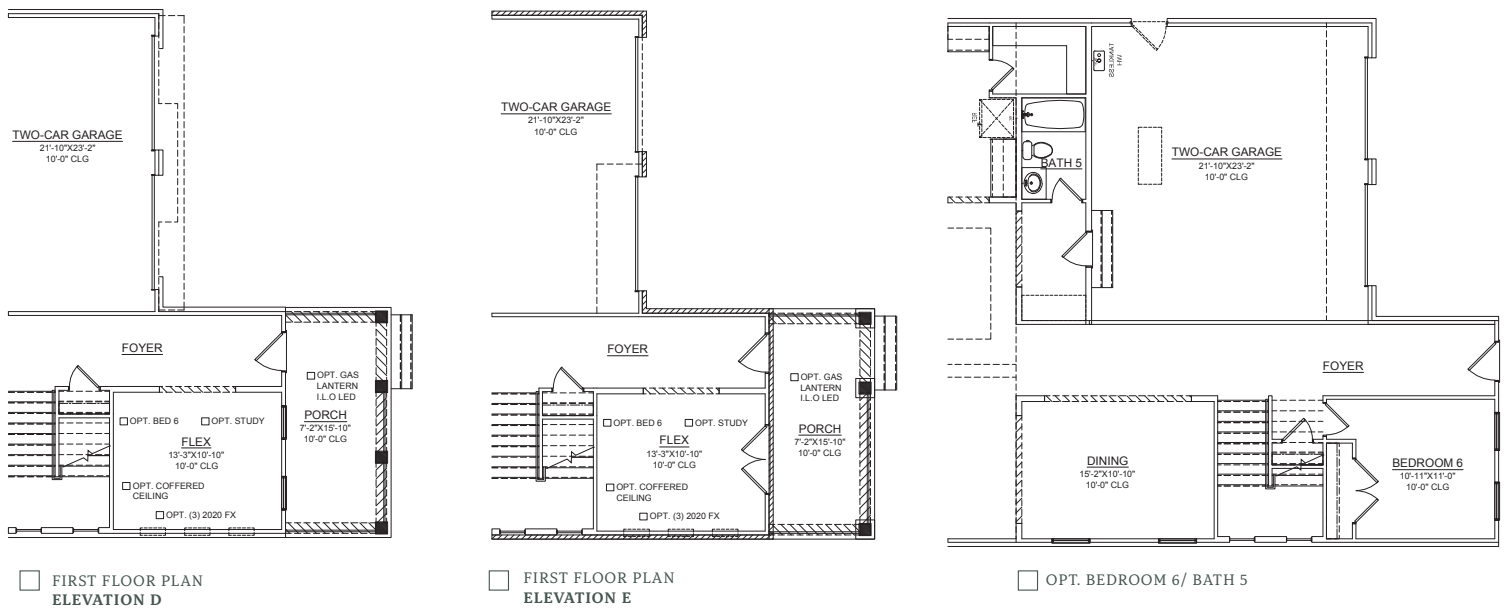 TWO-CAR GARAGE
21'-10"X23'-2"
10'-0" CLG
FOYER
OPT. GAS
LANTERN
I.L.O LED
PORCH
7'-2"X15'-10"
10'-0" CLG
OPT. BED 6
OPT. STUDY
FLEX
13'-3"X10'-10"
10'-0" CLG
OPT. COFFERED
CEILING
OPT. (3) 2020 FX
FIRST FLOOR PLAN
ELEVATION D
TWO-CAR GARAGE
21'-10"X23'-2"
10'-0" CLG
FOYER
OPT. GAS
LANTERN
I.L.O LED
PORCH
7'-2"X15'-10"
10'-0" CLG
OPT. BED 6
OPT. STUDY
FLEX
13'-3"X10'-10"
10'-0" CLG
OPT. COFFERED
CEILING
OPT. (3) 2020 FX
FIRST FLOOR PLAN
ELEVATION E
TANKLESS
WH
REF.
BATH 5
TWO-CAR GARAGE
21'-10"X23'-2"
10'-0" CLG
FOYER
DINING
15'-2"X10'-10"
10'-0" CLG
BEDROOM 6
10'-11"X11'-0"
10'-0" CLG
OPT. BEDROOM 6/ BATH 5